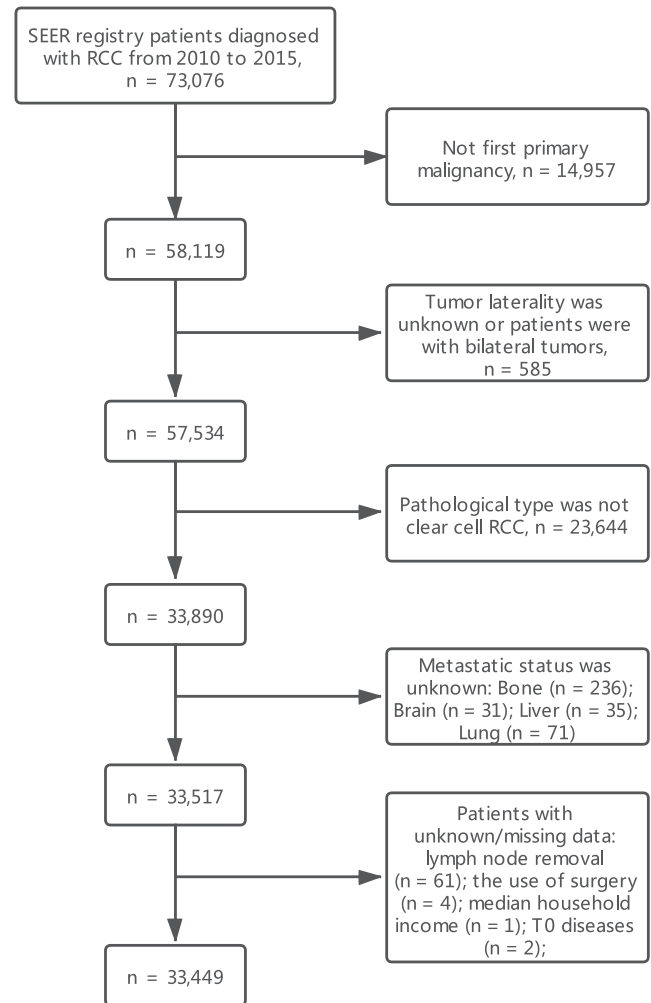 SEER registry patients diagnosed
with RCC from 2010 to 2015,
n = 73,076
Not first primary
malignancy, n = 14,957
n = 58,119
Tumor laterality was
unknown or patients were
with bilateral tumors,
n = 585
n = 57,534
Pathological type was not
clear cell RCC, n = 23,644
n = 33,890
Metastatic status was
unknown: Bone (n = 236);
Brain (n = 31); Liver (n = 35);
Lung (n = 71)
n = 33,517
Patients with
unknown/missing data:
lymph node removal
(n = 61); the use of surgery
(n = 4); median household
income (n = 1); T0 diseases
(n = 2);
n = 33,449